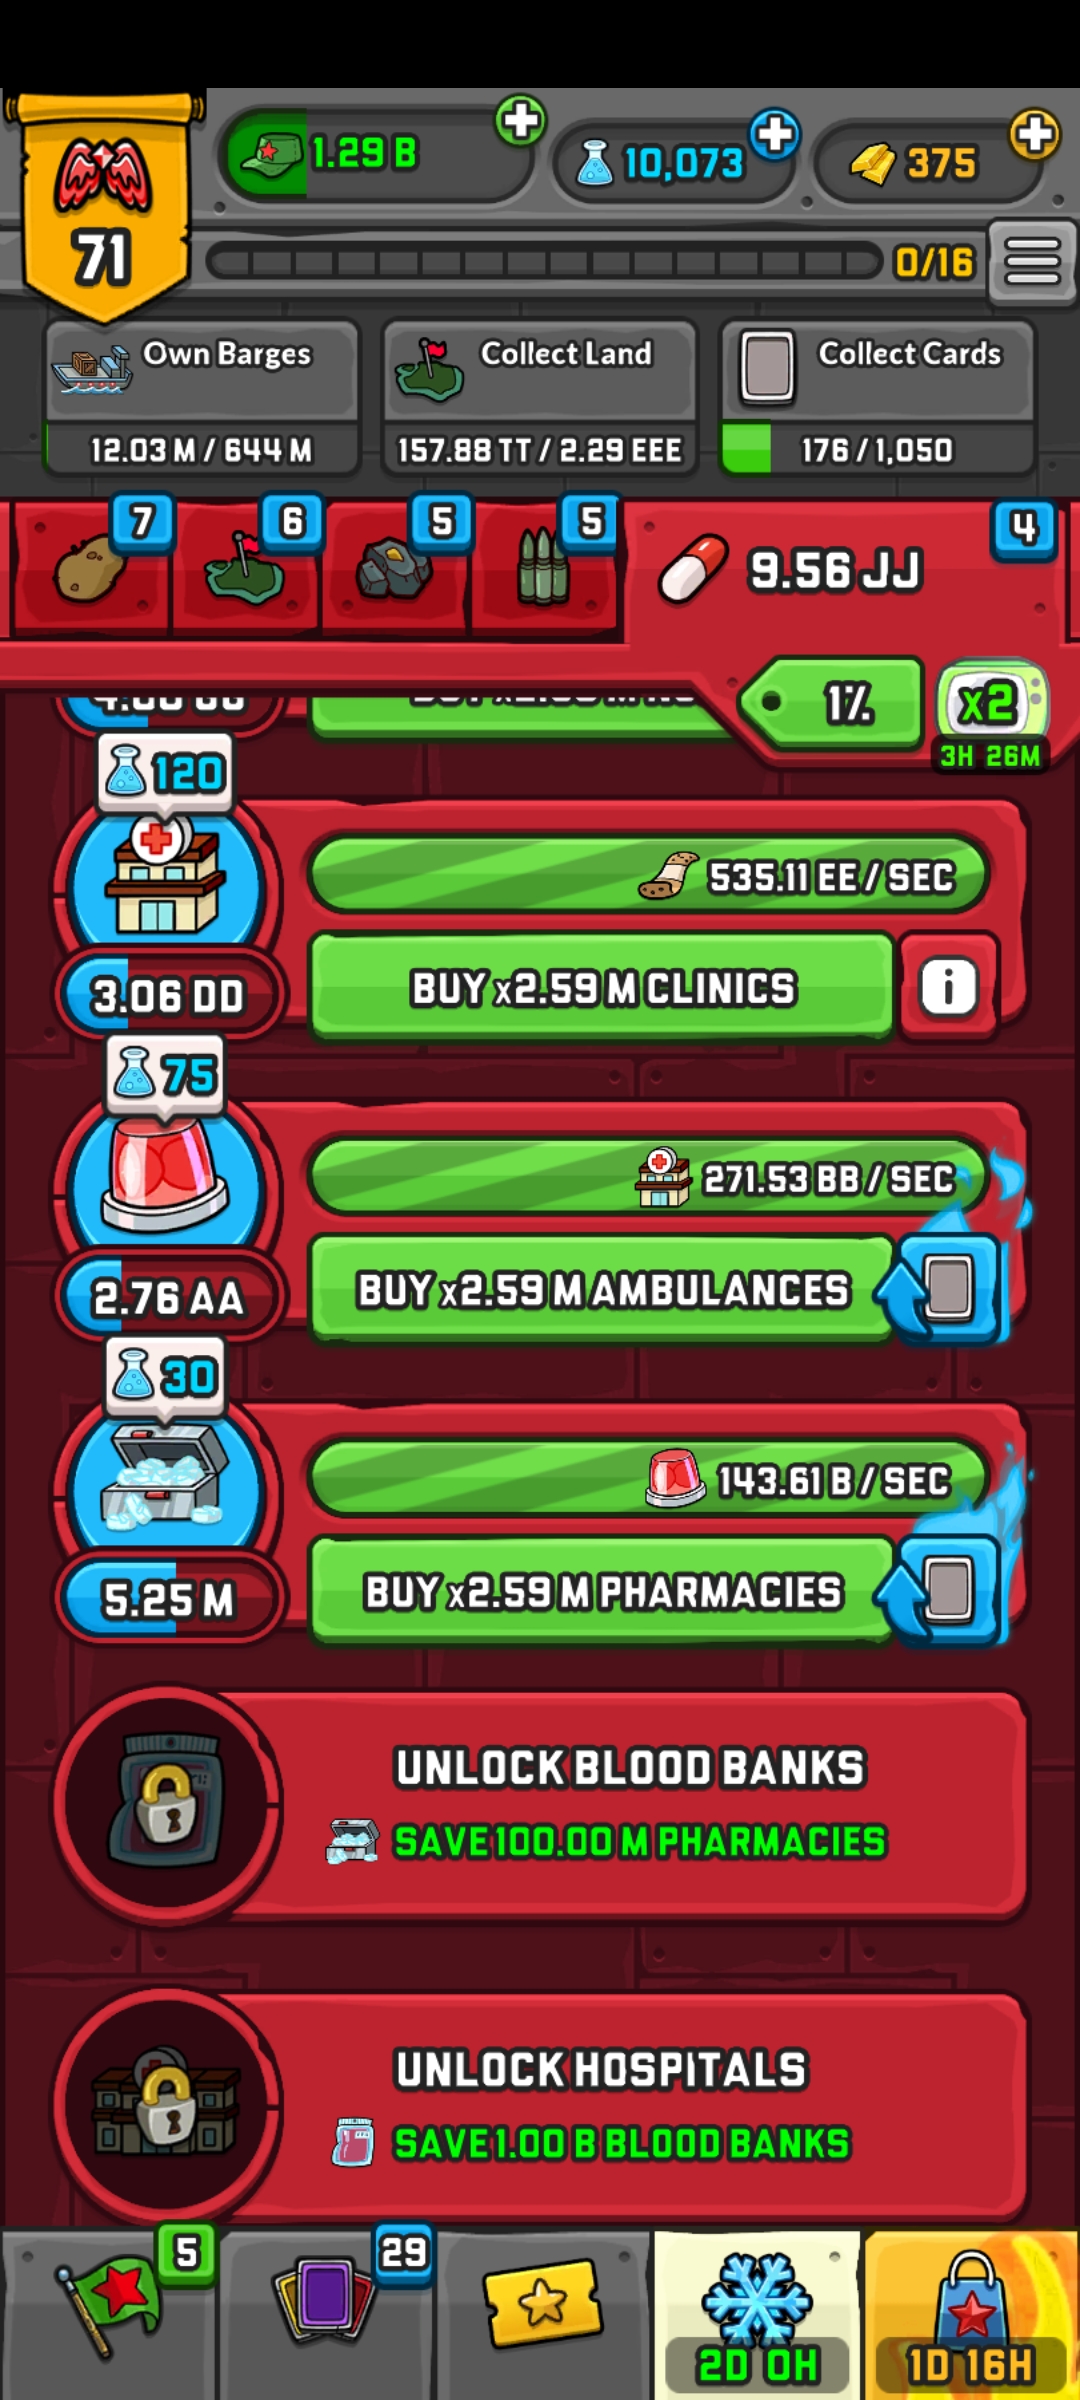 71
1.29 B
10,073
375
0/16
Own Barges
12.03 M / 644 M
Collect Land
157.88 TT / 2.29 EEE
Collect Cards
176 / 1,050
7
6
5
5
9.56 JJ
4
1%
x2
3H 26M
120
535.11 EE / SEC
BUY x2.59 M CLINICS
i
3.06 DD
75
271.53 BB / SEC
BUY x2.59 M AMBULANCES
2.76 AA
30
143.61 B / SEC
BUY x2.59 M PHARMACIES
5.25 M
UNLOCK BLOOD BANKS
SAVE 100.00 M PHARMACIES
UNLOCK HOSPITALS
SAVE 1.00 B BLOOD BANKS
5
29
2D 0H
1D 16H